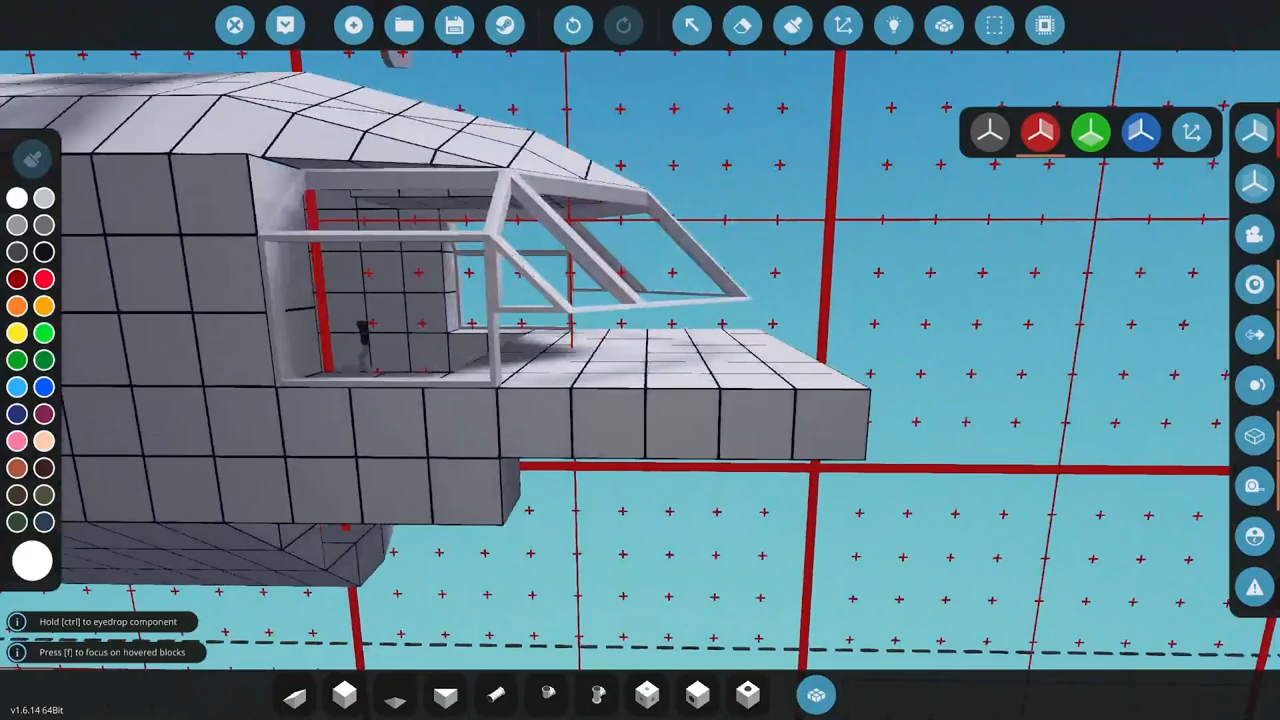 Hold [ctrl] to eyedrop component
Press [f] to focus on hovered blocks
v1.6.14 64Bit